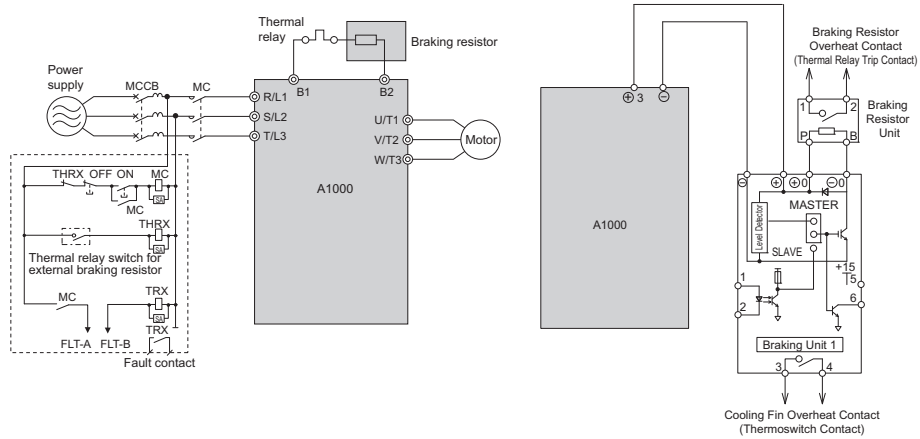 Thermal
relay
Braking resistor
Power
supply
MCCB
MC
B1
B2
R/L1
S/L2
T/L3
U/T1
V/T2
W/T3
Motor
A1000
THRX OFF ON MC
SA
MC
THRX
SA
Thermal relay switch for
external braking resistor
MC
TRX
SA
TRX
FLT-A FLT-B
Fault contact
⊕ 3 ⊖
A1000
Braking Resistor
Overheat Contact
(Thermal Relay Trip Contact)
1 2
P B
Braking
Resistor
Unit
⊖ ⊕ ⊕0 ⊖0
MASTER
Level Detector
SLAVE
+15
5
1
2
6
Braking Unit 1
3 4
Cooling Fin Overheat Contact
(Thermoswitch Contact)